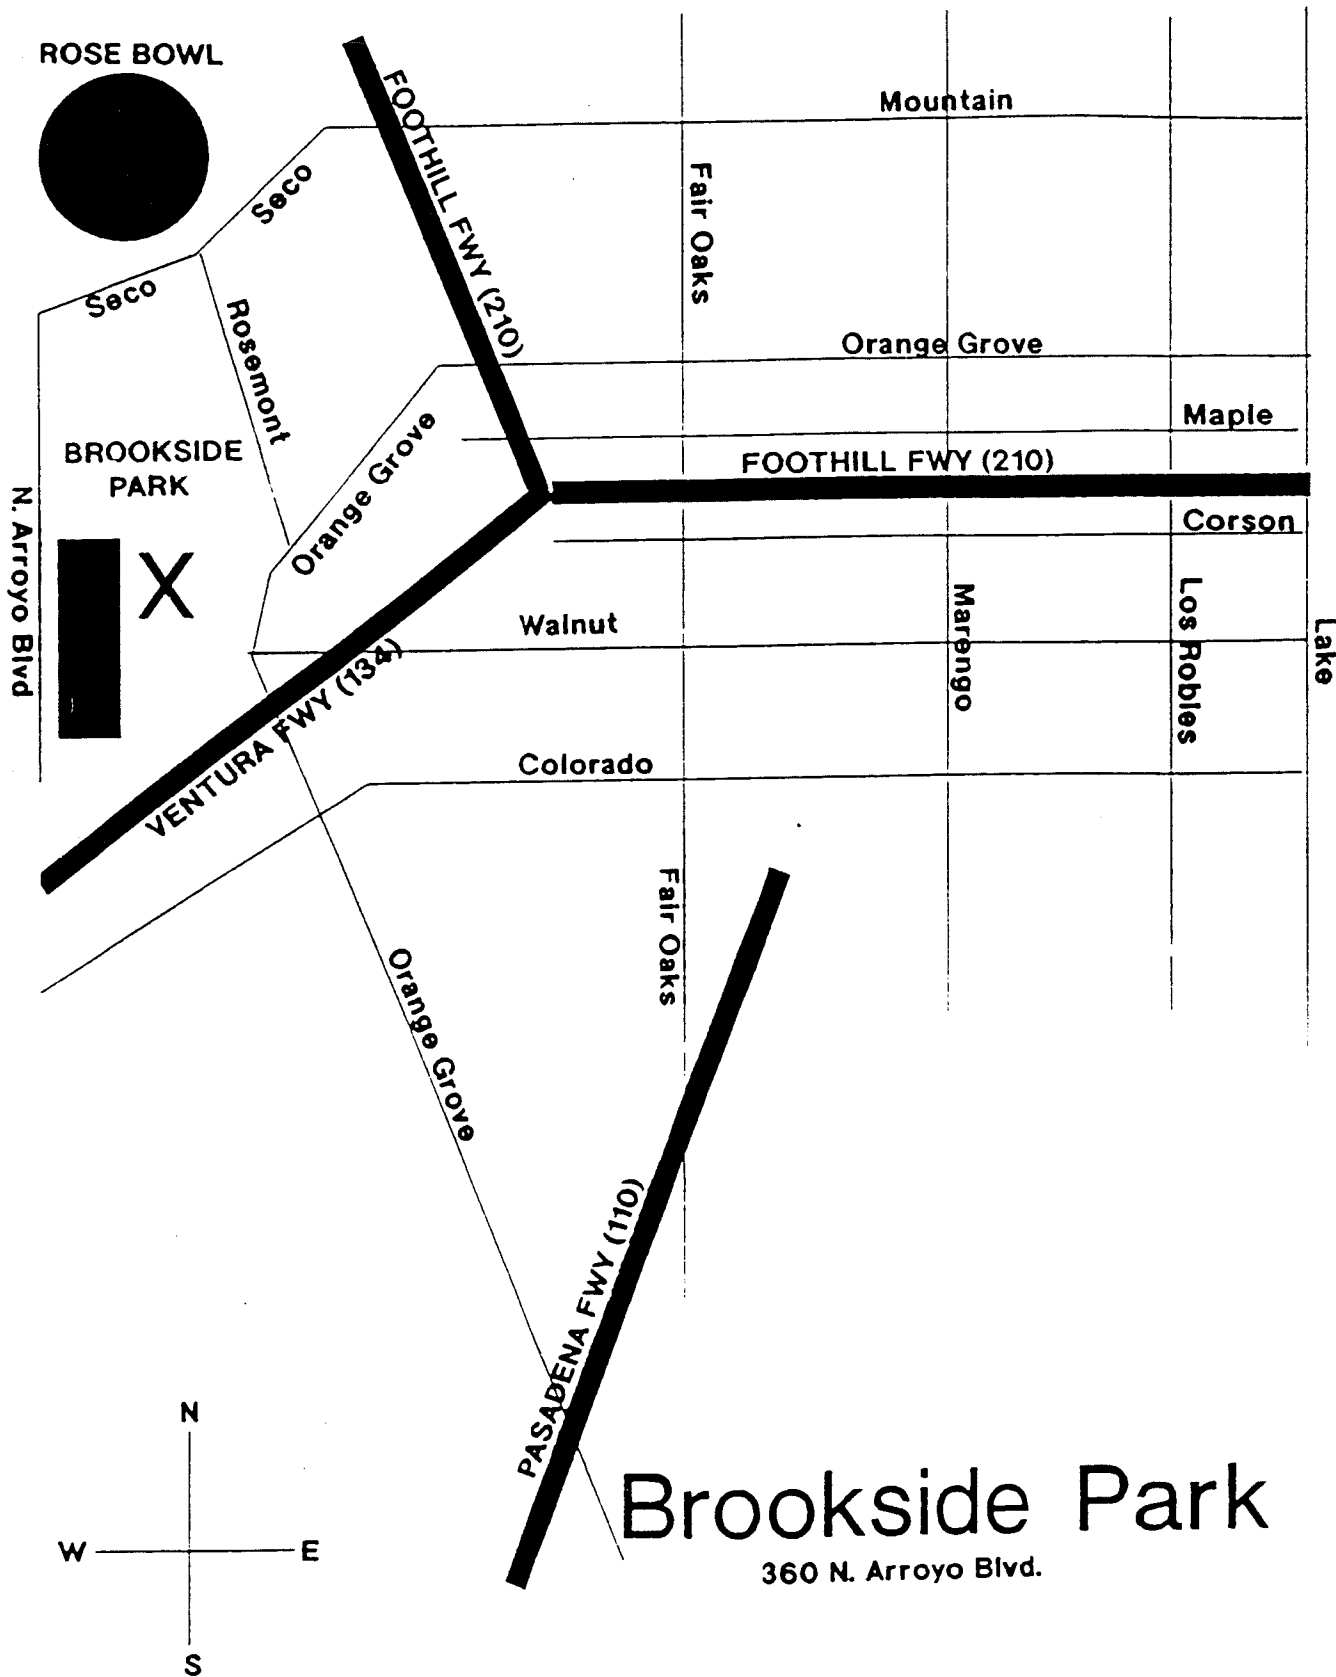 ROSE BOWL
FOOTHILL FWY (210)
Mountain
Seco
Fair Oaks
Seco
Rosemont
Orange Grove
Maple
Orange Grove
BROOKSIDE
PARK
FOOTHILL FWY (210)
N. Arroyo Blvd
X
Corson
Walnut
Marengo
Los Robles
Lake
VENTURA FWY (134)
Colorado
Fair Oaks
Orange Grove
PASADENA FWY (110)
N
W
E
S
Brookside Park
360 N. Arroyo Blvd.